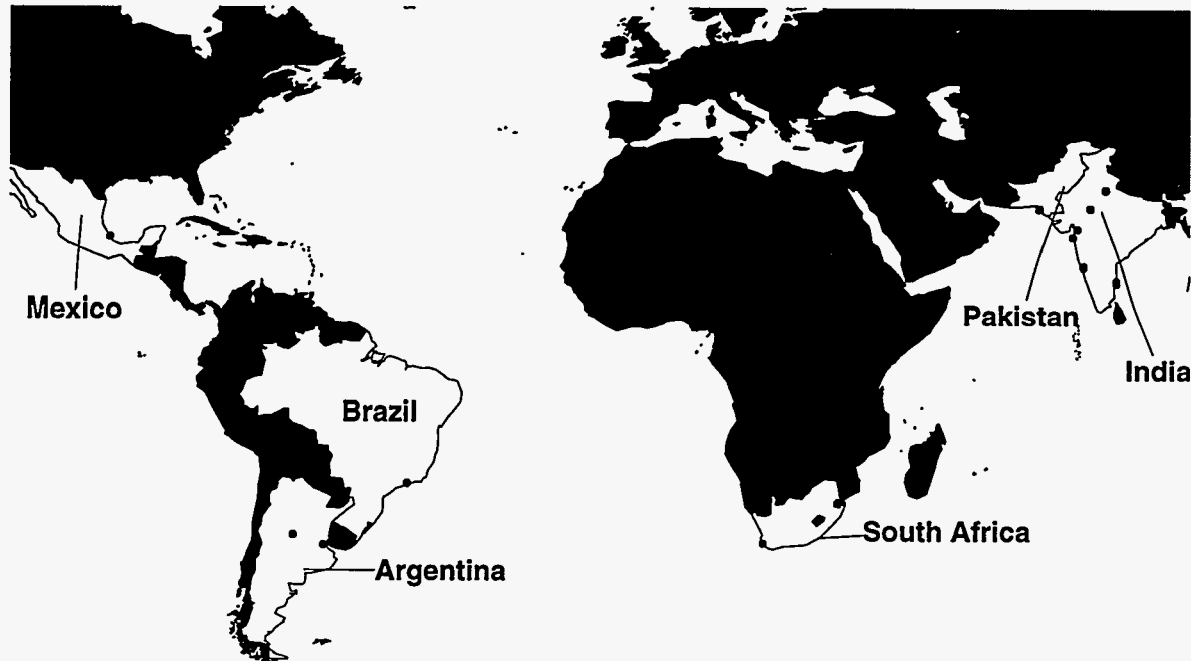 Mexico
Pakistan
India
Brazil
South Africa
Argentina